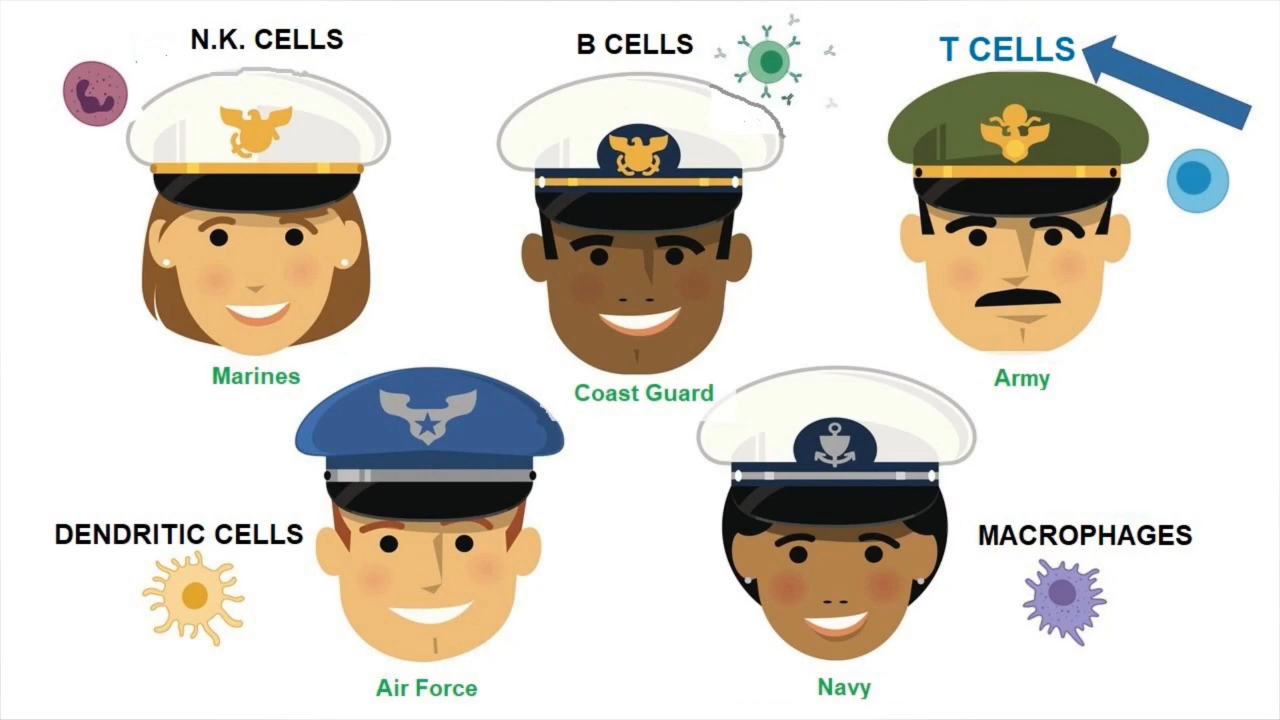 N.K. CELLS
B CELLS
T CELLS
Marines
Coast Guard
Army
DENDRITIC CELLS
MACROPHAGES
Air Force
Navy